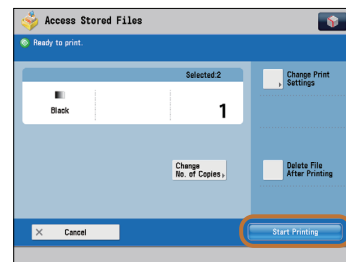 Access Stored Files
Ready to print.
Selected:2
Change Print
Settings
Black
1
Change
No. of Copies
Delete File
After Printing
Cancel
Start Printing